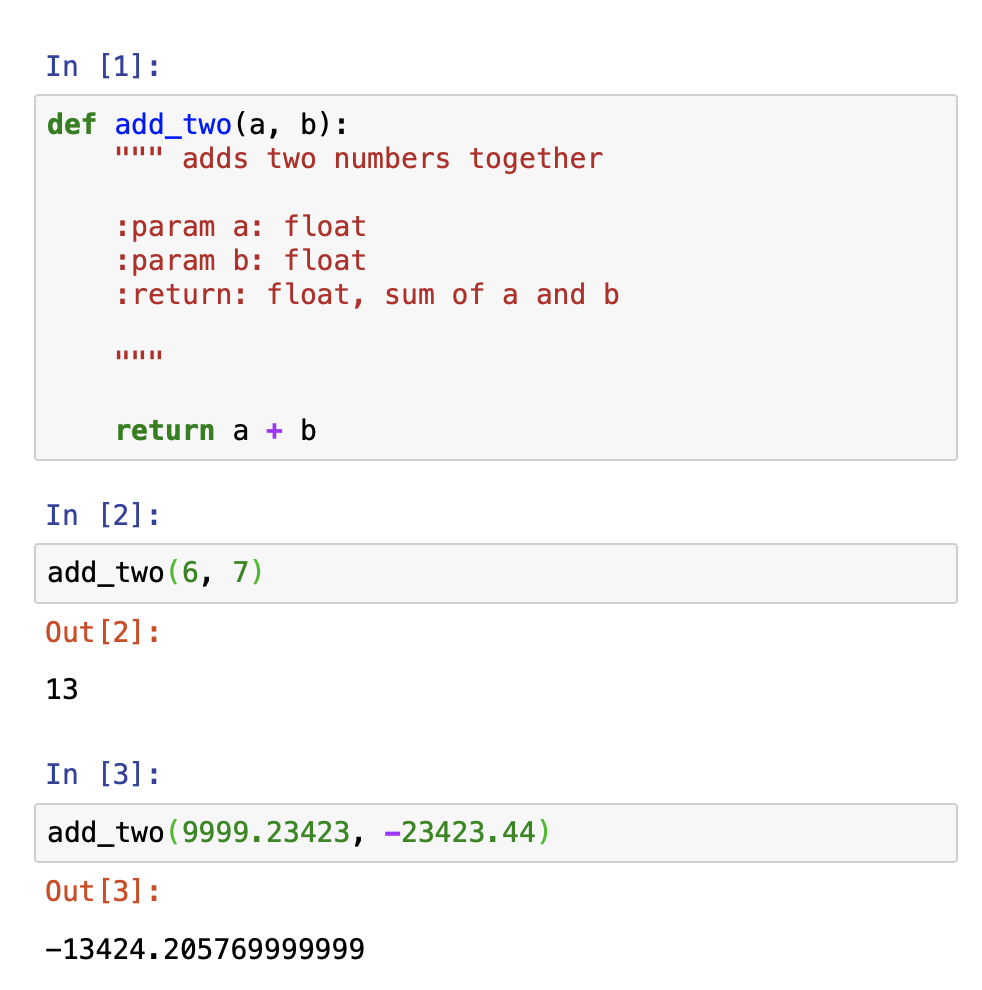 In [1]:
def add_two(a, b):
    """ adds two numbers together

    :param a: float
    :param b: float
    :return: float, sum of a and b

    """

    return a + b
In [2]:
add_two(6, 7)
Out[2]:
13
In [3]:
add_two(9999.23423, -23423.44)
Out[3]:
-13424.205769999999